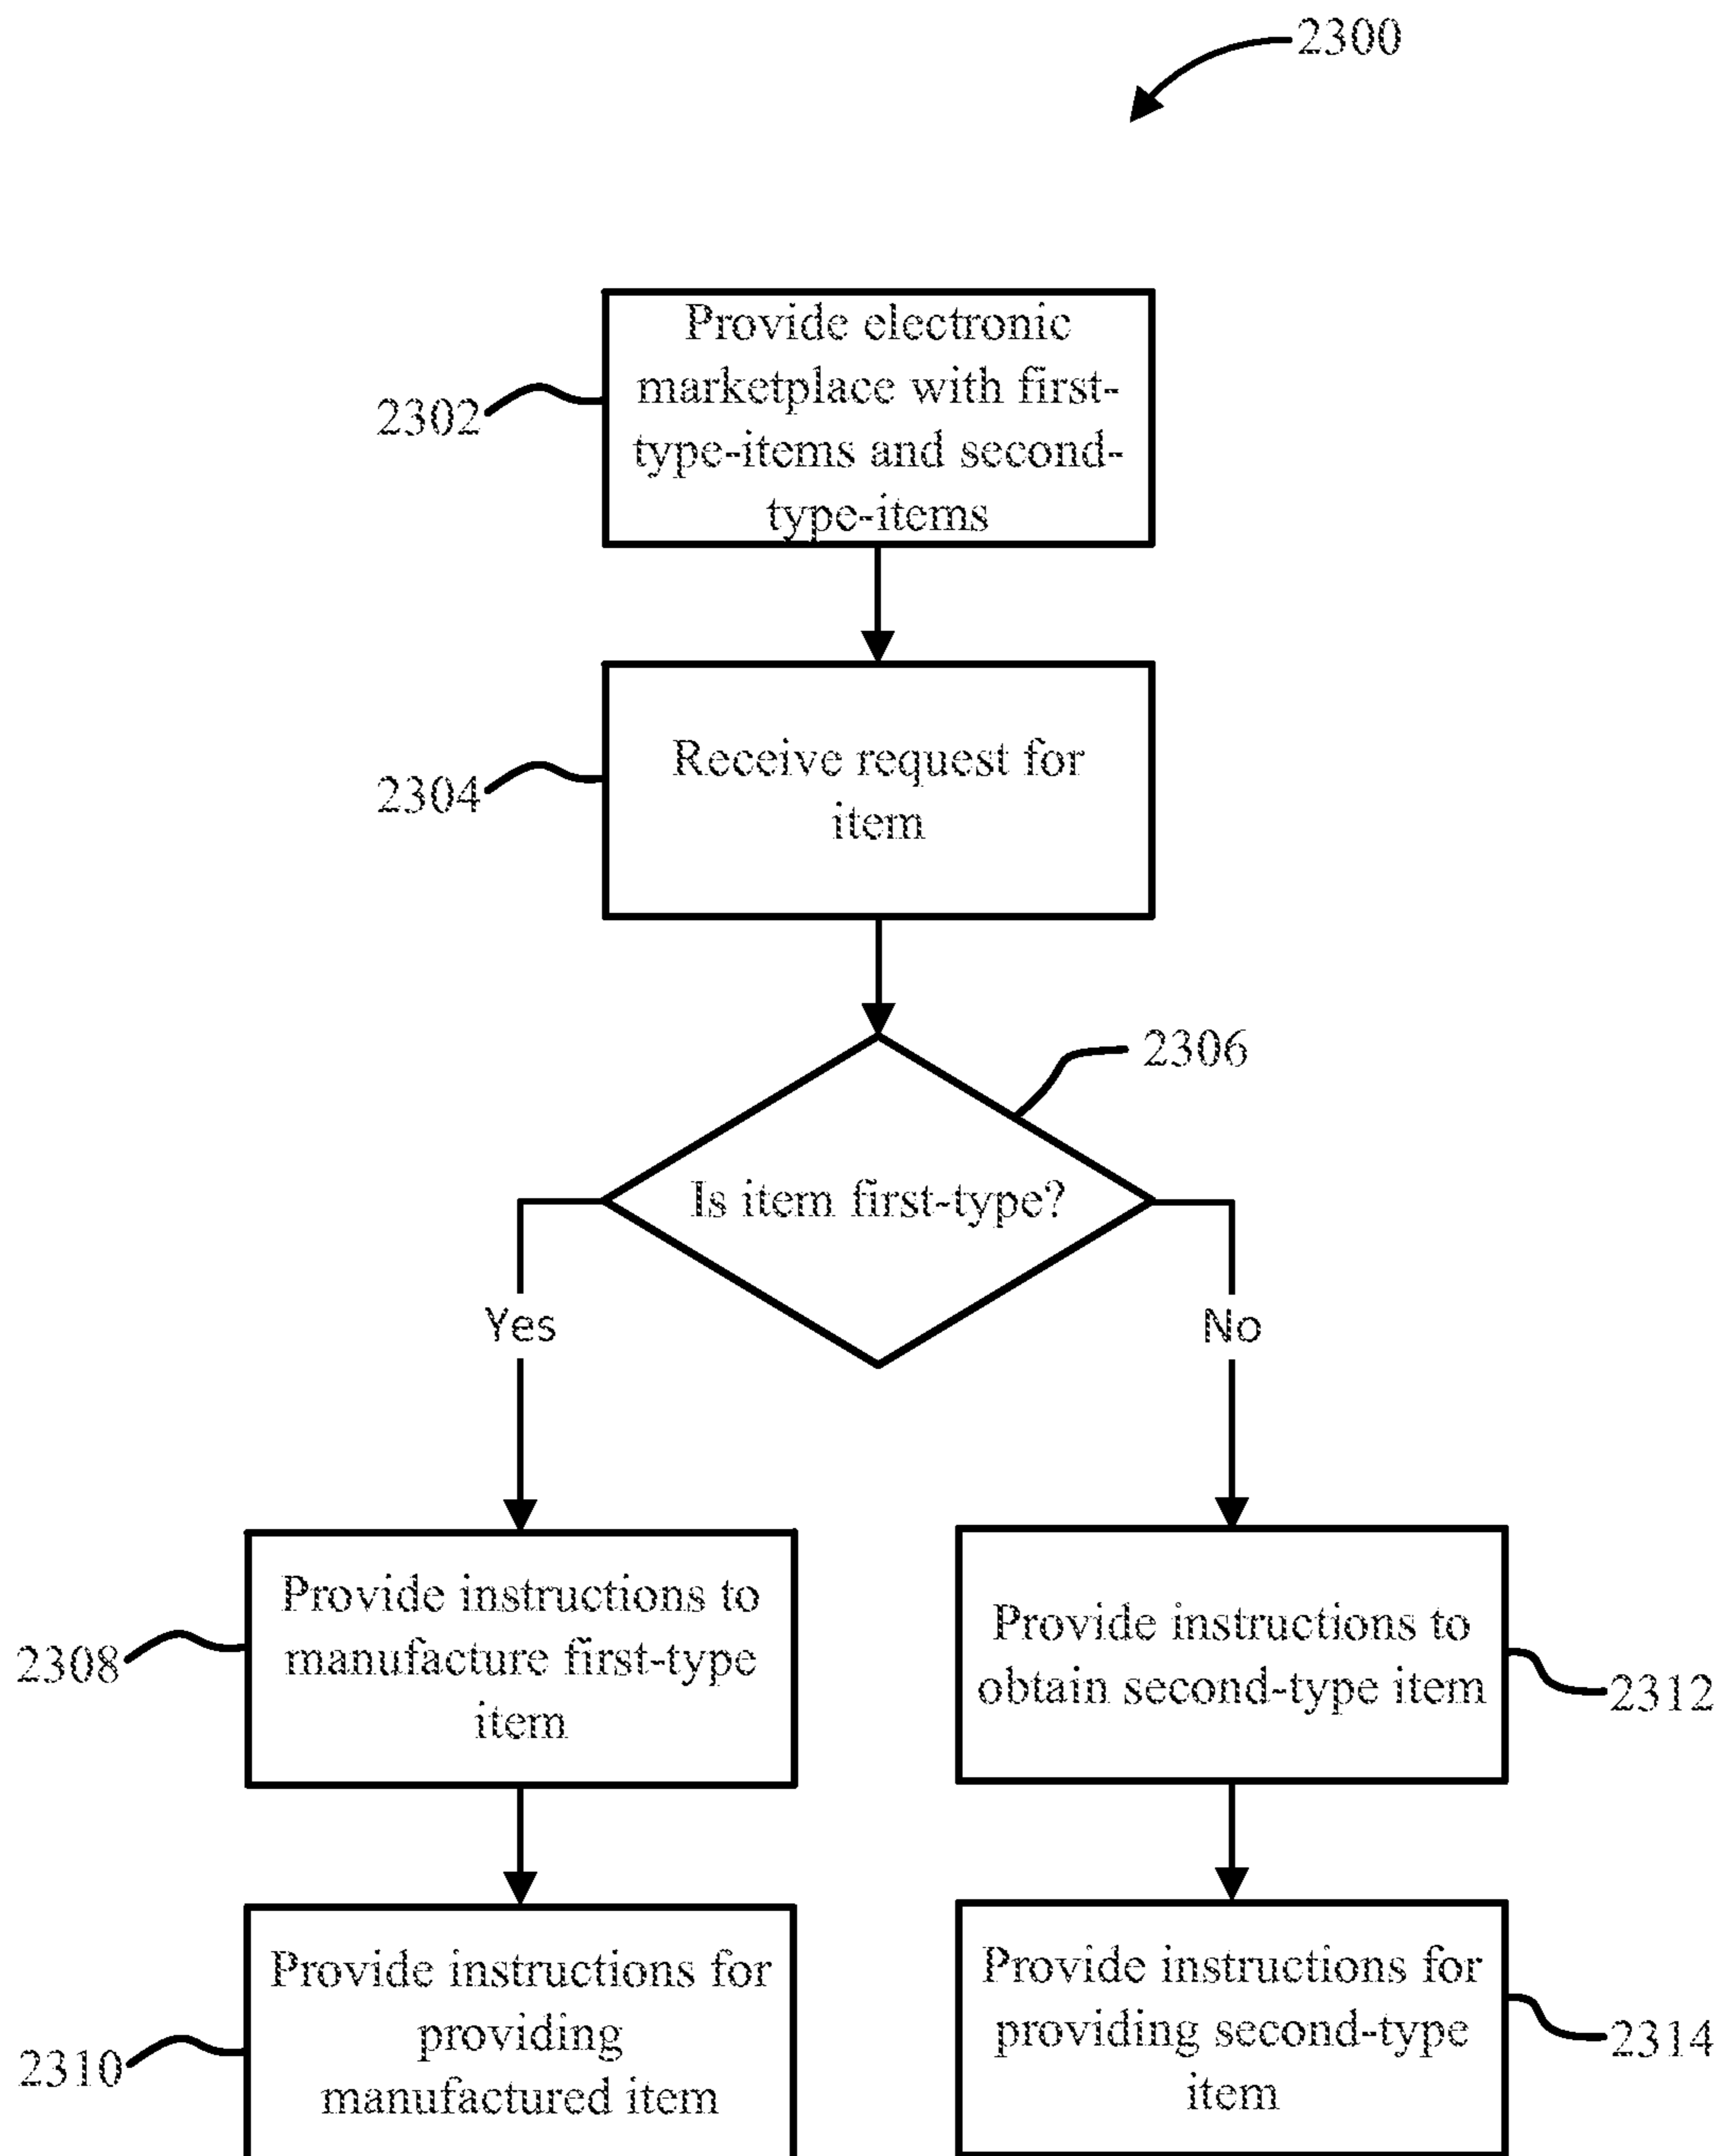 2300
Provide electronic
marketplace with first-
type-items and second-
type-items
2302
Receive request for
item
2304
2306
Is item first-type?
Yes
No
Provide instructions to
manufacture first-type
item
2308
Provide instructions to
obtain second-type item
2312
Provide instructions for
providing
manufactured item
2310
Provide instructions for
providing second-type
item
2314